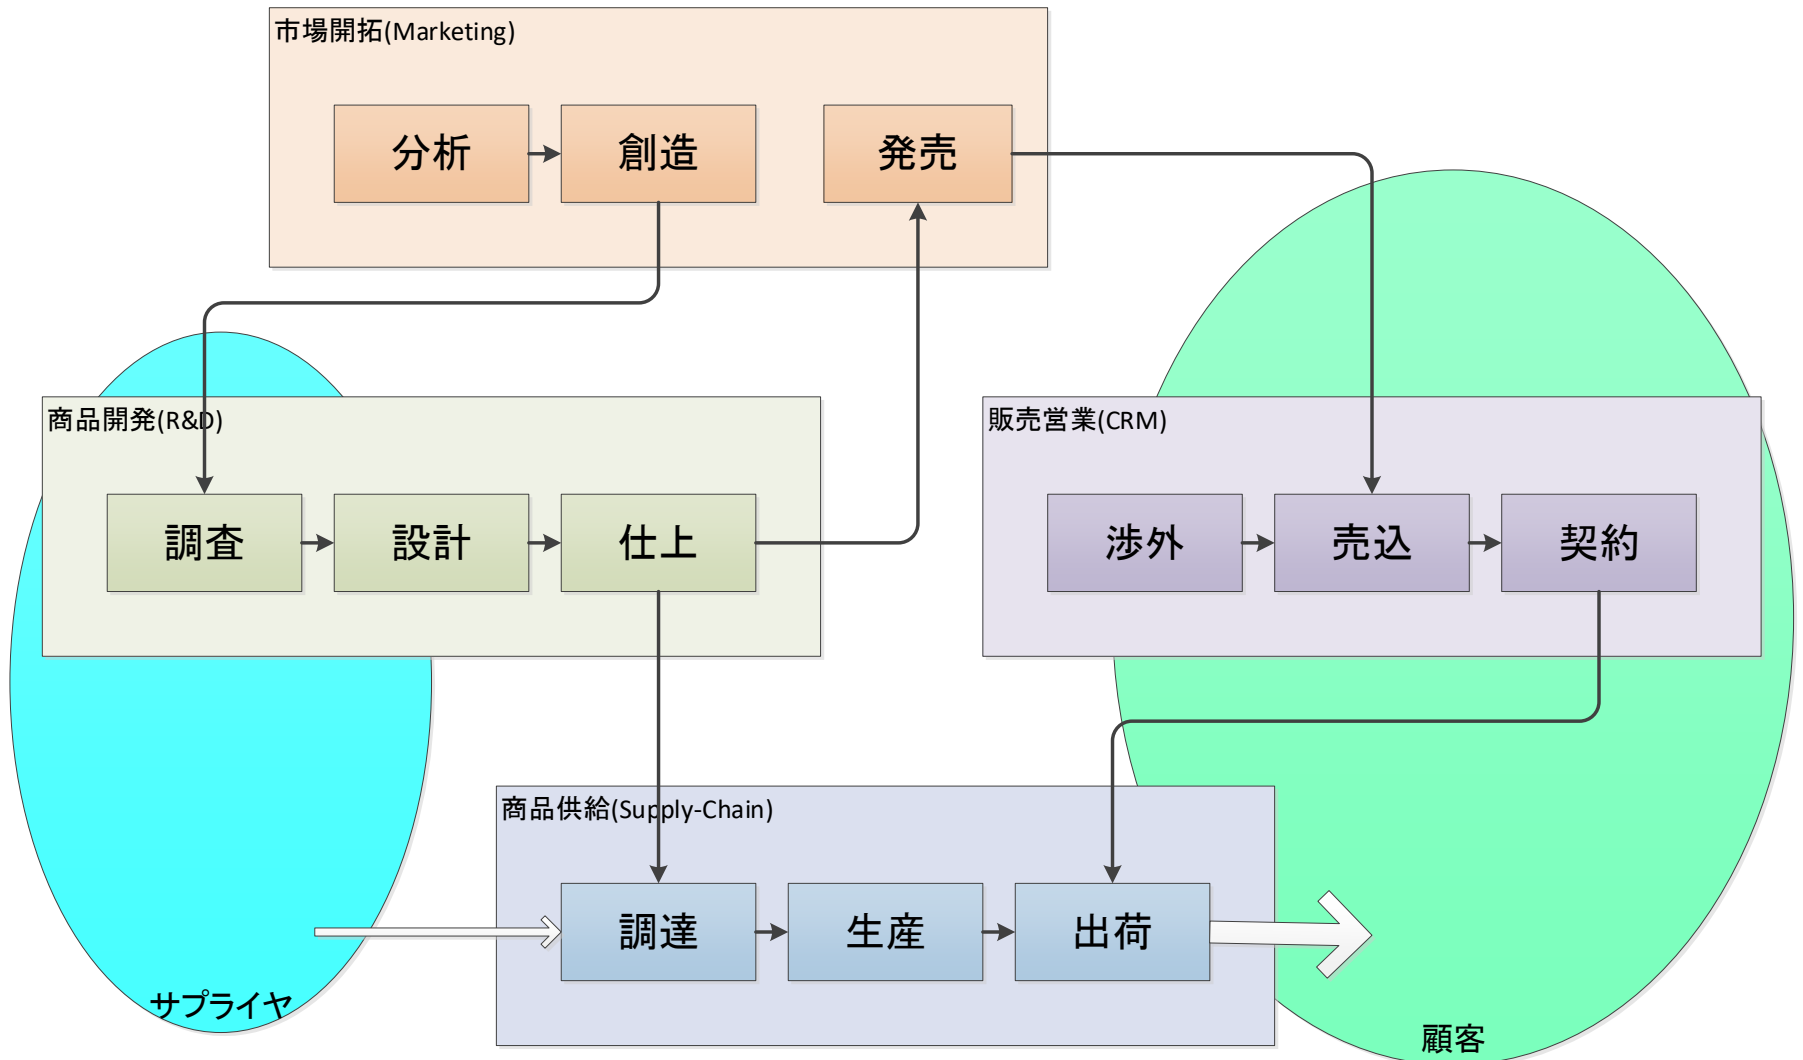 市場開拓(Marketing)
分析
創造
発売
商品開発(R&D)
調査
設計
仕上
販売営業(CRM)
渉外
売込
契約
商品供給(Supply-Chain)
調達
生産
出荷
サプライヤ
顧客